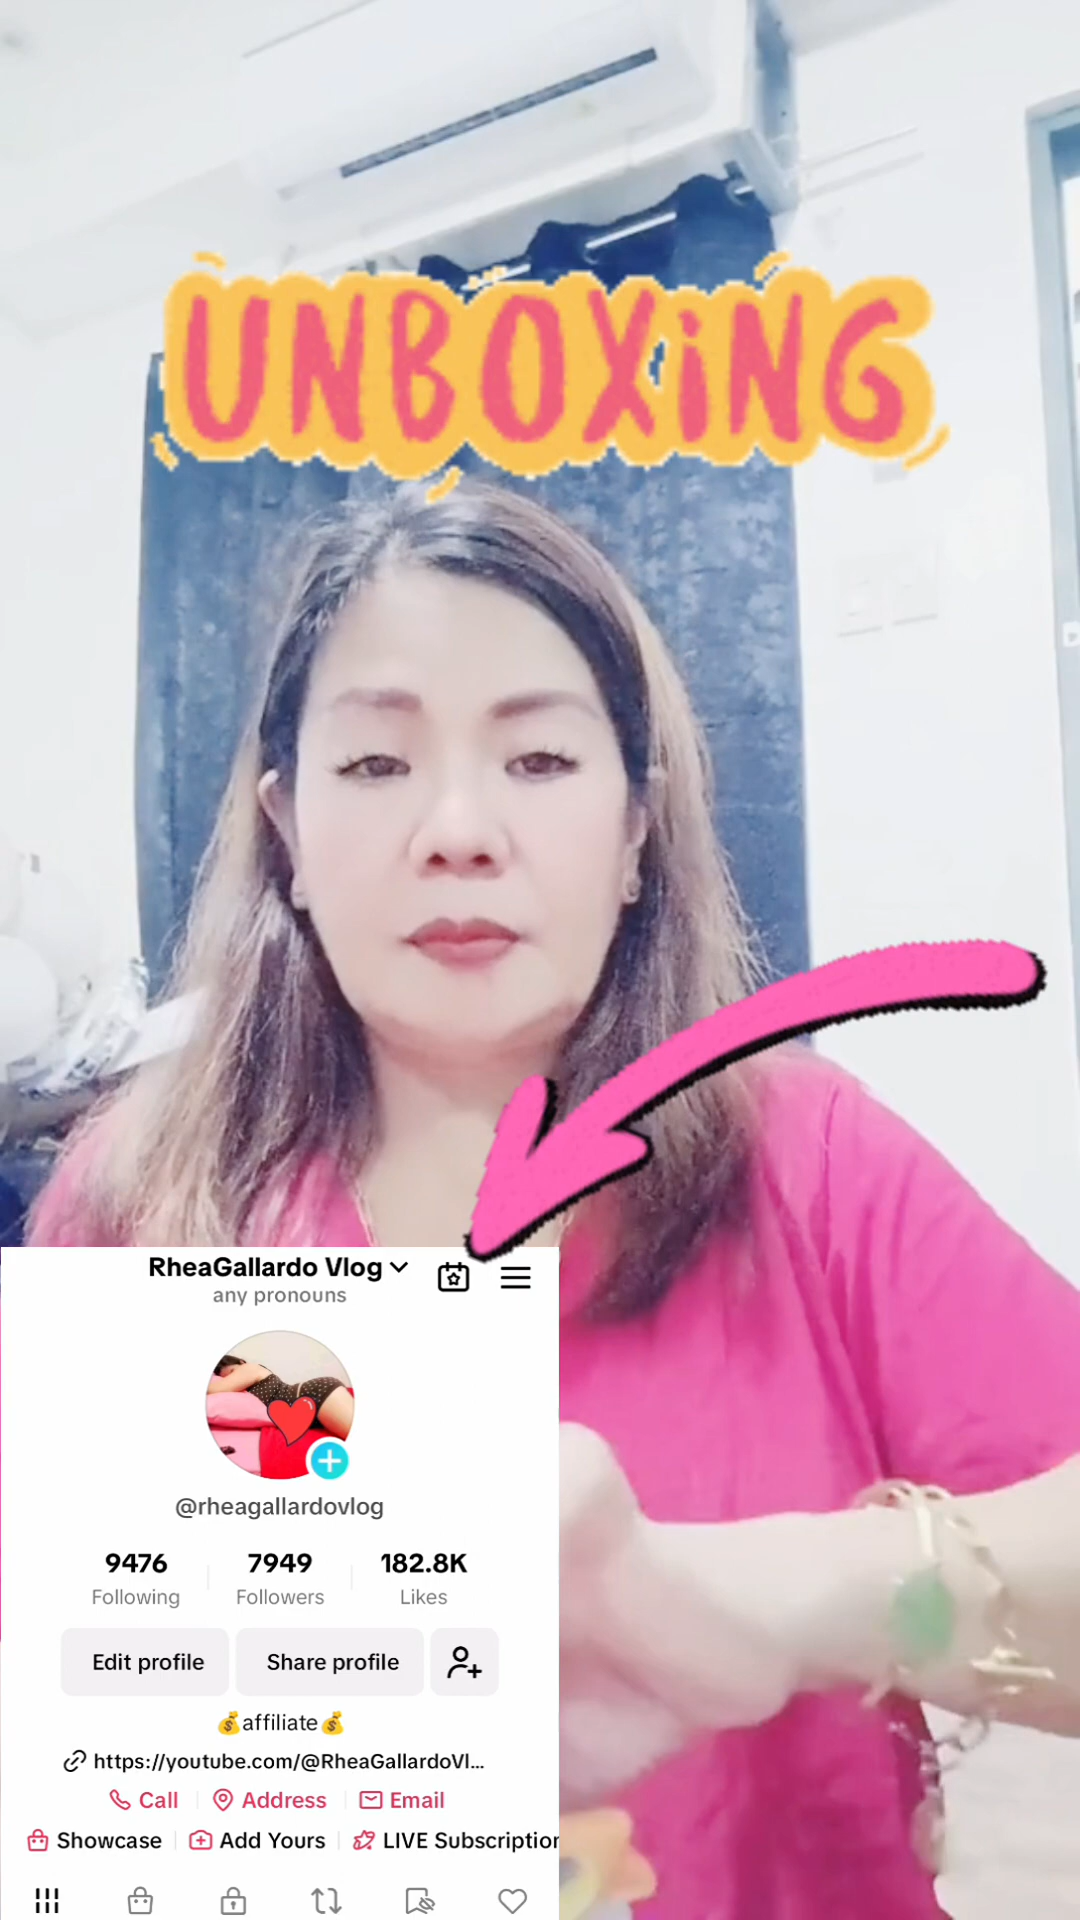 UNBOXiNG
RheaGallardo Vlog
any pronouns
@rheagallardovlog
9476 7949 182.8K
Following Followers Likes
Edit profile Share profile
💰affiliate💰
https://youtube.com/@RheaGallardoVl...
Call Address Email
Showcase Add Yours LIVE Subscription